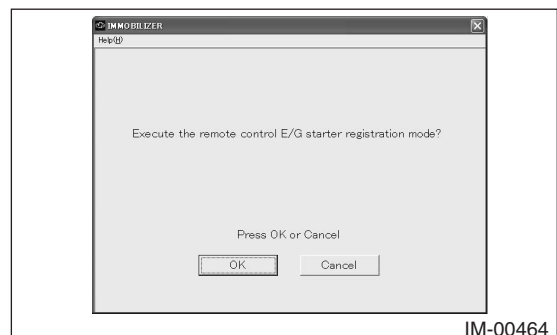 IMMOBILIZER
Help(H)
Execute the remote control E/G starter registration mode?
Press OK or Cancel
OK Cancel
IM-00464